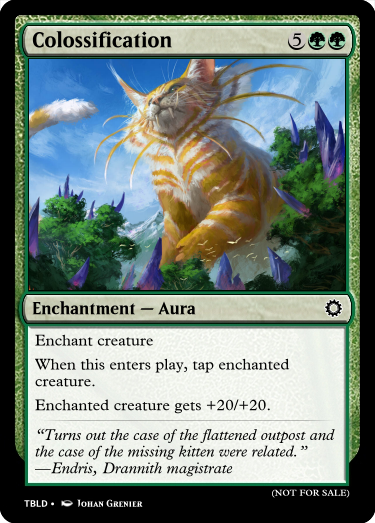 Colossification 5
Enchantment — Aura
Enchant creature
When this enters play, tap enchanted
creature.
Enchanted creature gets +20/+20.
“Turns out the case of the flattened outpost and
the case of the missing kitten were related.”
—Endris, Drannith magistrate
(NOT FOR SALE)
TBLD • Johan Grenier